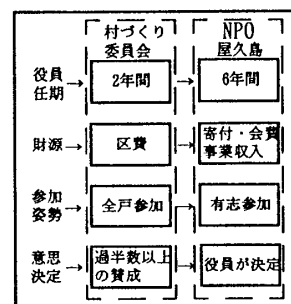 村づくり
委員会
NPO
屋久島
役員
任期
2年間
6年間
財源
区費
寄付・会費
事業収入
参加
姿勢
全戸参加
有志参加
意思
決定
過半数以上
の賛成
役員が決定